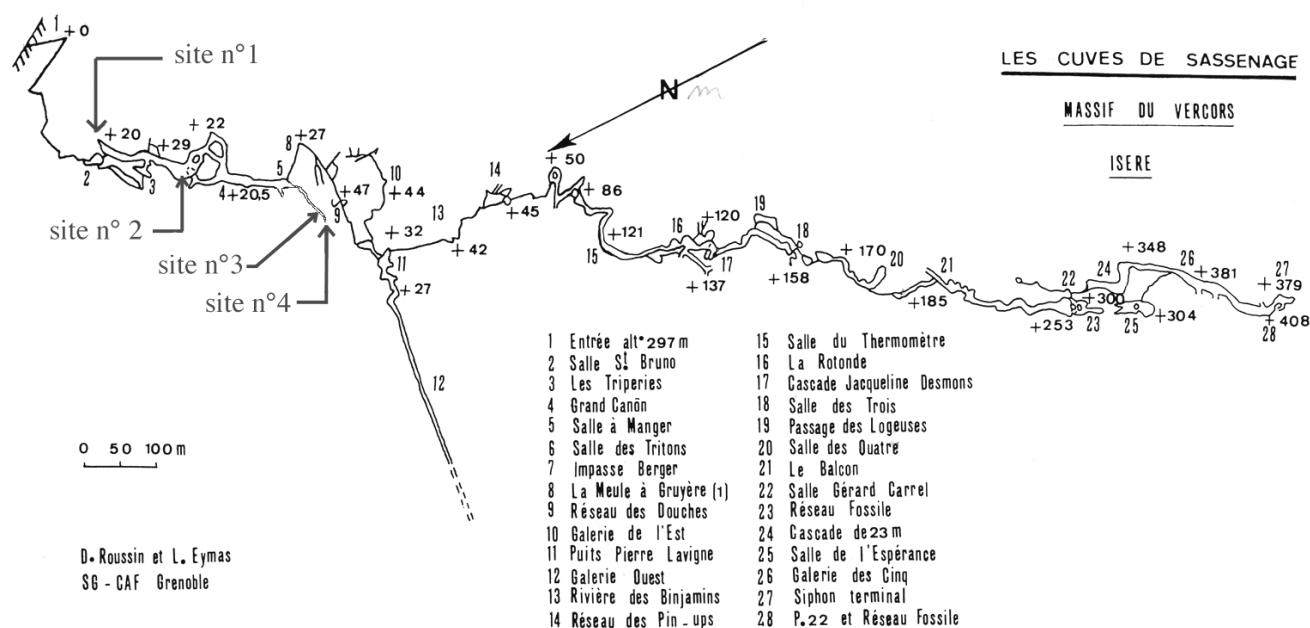 LES CUVES DE SASSENAGE
MASSIF DU VERCORS
ISERE
1
+0
site n°1
+20
2
3
+29
+22
site n° 2
4
+20,5
5
8
+27
site n°3
site n°4
+47
9
10
+44
+32
11
+27
12
13
+42
14
+45
N m
+50
+86
+121
15
16
+120
17
+137
19
18
+158
+170
20
21
+185
22
24
+348
26
+381
27
+379
+300
+253
23
25
+304
+408
28
0 50 100 m
D. Roussin et L. Eymas
SG - CAF Grenoble
1 Entrée alt° 297 m
2 Salle St Bruno
3 Les Triperies
4 Grand Canõn
5 Salle à Manger
6 Salle des Tritons
7 Impasse Berger
8 La Meule à Gruyère (1)
9 Réseau des Douches
10 Galerie de l'Est
11 Puits Pierre Lavigne
12 Galerie Ouest
13 Rivière des Binjamins
14 Réseau des Pin-ups
15 Salle du Thermomètre
16 La Rotonde
17 Cascade Jacqueline Desmons
18 Salle des Trois
19 Passage des Logeuses
20 Salle des Quatre
21 Le Balcon
22 Salle Gérard Carrel
23 Réseau Fossile
24 Cascade de 23 m
25 Salle de l'Espérance
26 Galerie des Cinq
27 Siphon terminal
28 P.22 et Réseau Fossile